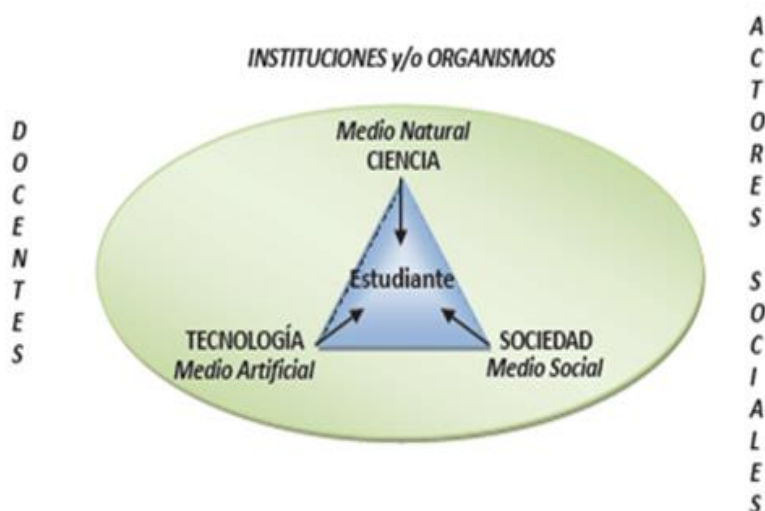 INSTITUCIONES y/o ORGANISMOS
DOCENTES
Medio Natural
CIENCIA
Estudiante
TECNOLOGÍA
Medio Artificial
SOCIEDAD
Medio Social
ACTORES SOCIALES